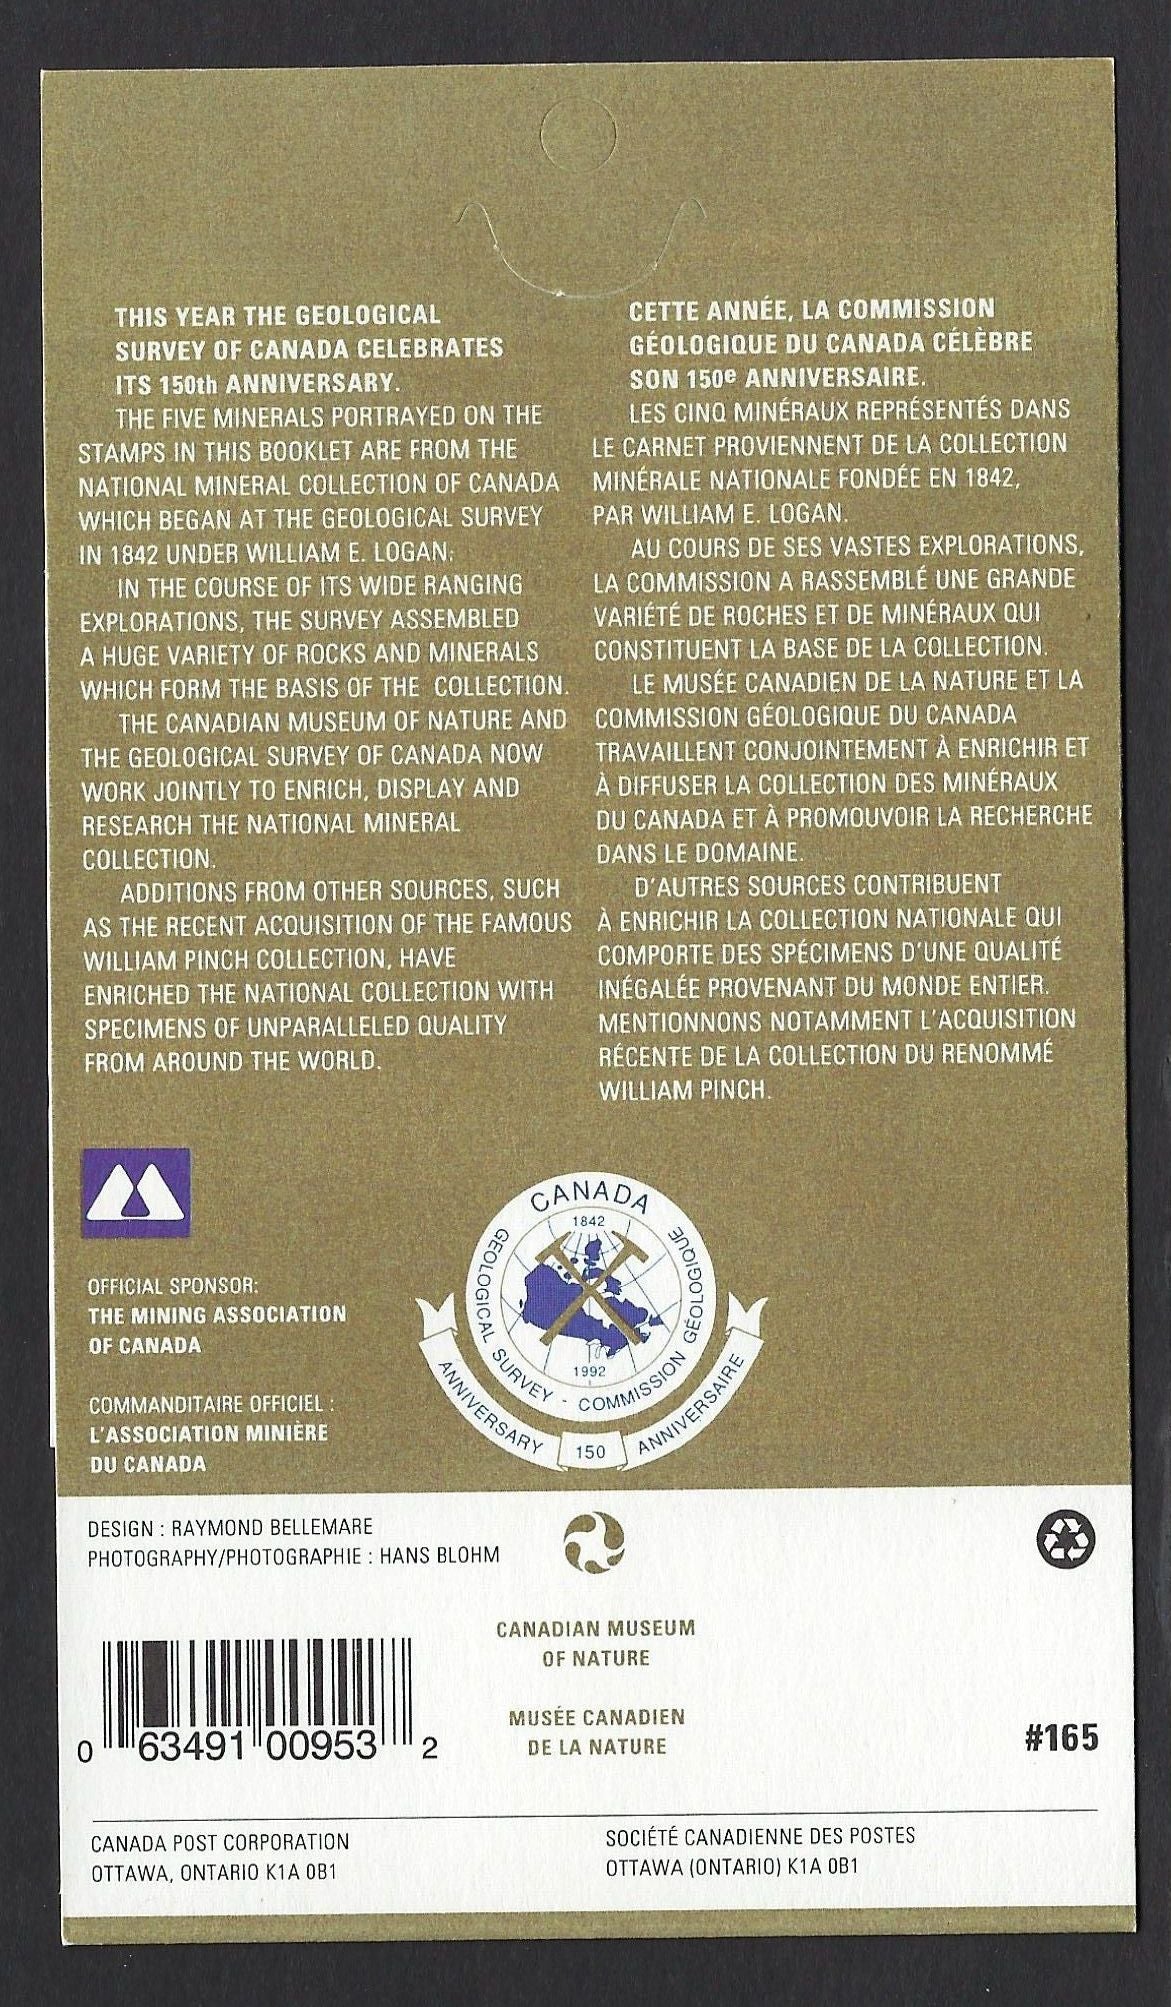 THIS YEAR THE GEOLOGICAL
SURVEY OF CANADA CELEBRATES
ITS 150th ANNIVERSARY.
THE FIVE MINERALS PORTRAYED ON THE
STAMPS IN THIS BOOKLET ARE FROM THE
NATIONAL MINERAL COLLECTION OF CANADA
WHICH BEGAN AT THE GEOLOGICAL SURVEY
IN 1842 UNDER WILLIAM E. LOGAN.
IN THE COURSE OF ITS WIDE RANGING
EXPLORATIONS, THE SURVEY ASSEMBLED
A HUGE VARIETY OF ROCKS AND MINERALS
WHICH FORM THE BASIS OF THE COLLECTION.
THE CANADIAN MUSEUM OF NATURE AND
THE GEOLOGICAL SURVEY OF CANADA NOW
WORK JOINTLY TO ENRICH, DISPLAY AND
RESEARCH THE NATIONAL MINERAL
COLLECTION.
ADDITIONS FROM OTHER SOURCES, SUCH
AS THE RECENT ACQUISITION OF THE FAMOUS
WILLIAM PINCH COLLECTION, HAVE
ENRICHED THE NATIONAL COLLECTION WITH
SPECIMENS OF UNPARALLELED QUALITY
FROM AROUND THE WORLD.
CETTE ANNÉE, LA COMMISSION
GÉOLOGIQUE DU CANADA CÉLÈBRE
SON 150e ANNIVERSAIRE.
LES CINQ MINÉRAUX REPRÉSENTÉS DANS
LE CARNET PROVIENNENT DE LA COLLECTION
MINÉRALE NATIONALE FONDÉE EN 1842,
PAR WILLIAM E. LOGAN.
AU COURS DE SES VASTES EXPLORATIONS,
LA COMMISSION A RASSEMBLÉ UNE GRANDE
VARIÉTÉ DE ROCHES ET DE MINÉRAUX QUI
CONSTITUENT LA BASE DE LA COLLECTION.
LE MUSÉE CANADIEN DE LA NATURE ET LA
COMMISSION GÉOLOGIQUE DU CANADA
TRAVAILLENT CONJOINTEMENT À ENRICHIR ET
À DIFFUSER LA COLLECTION DES MINÉRAUX
DU CANADA ET À PROMOUVOIR LA RECHERCHE
DANS LE DOMAINE.
D'AUTRES SOURCES CONTRIBUENT
À ENRICHIR LA COLLECTION NATIONALE QUI
COMPORTE DES SPÉCIMENS D'UNE QUALITÉ
INÉGALÉE PROVENANT DU MONDE ENTIER.
MENTIONNONS NOTAMMENT L'ACQUISITION
RÉCENTE DE LA COLLECTION DU RENOMMÉ
WILLIAM PINCH.
OFFICIAL SPONSOR:
THE MINING ASSOCIATION
OF CANADA
COMMANDITAIRE OFFICIEL :
L'ASSOCIATION MINIÈRE
DU CANADA
CANADA
1842
GEOLOGICAL SURVEY - COMMISSION GÉOLOGIQUE
1992
ANNIVERSARY 150 ANNIVERSAIRE
DESIGN : RAYMOND BELLEMARE
PHOTOGRAPHY/PHOTOGRAPHIE : HANS BLOHM
CANADIAN MUSEUM
OF NATURE
MUSÉE CANADIEN
DE LA NATURE
0 63491 00953 2
#165
CANADA POST CORPORATION
OTTAWA, ONTARIO K1A 0B1
SOCIÉTÉ CANADIENNE DES POSTES
OTTAWA (ONTARIO) K1A 0B1